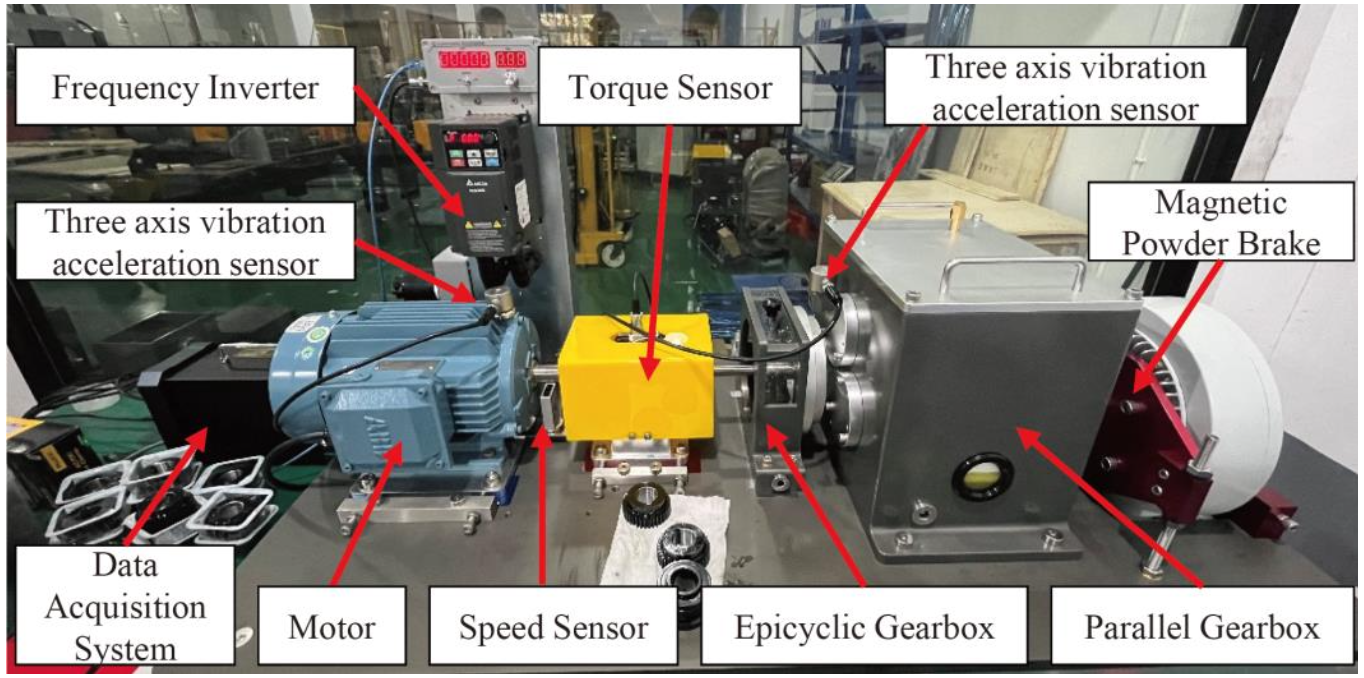 Frequency Inverter
Torque Sensor
Three axis vibration
acceleration sensor
Three axis vibration
acceleration sensor
Magnetic
Powder Brake
ABB
Data
Acquisition
System
Motor
Speed Sensor
Epicyclic Gearbox
Parallel Gearbox